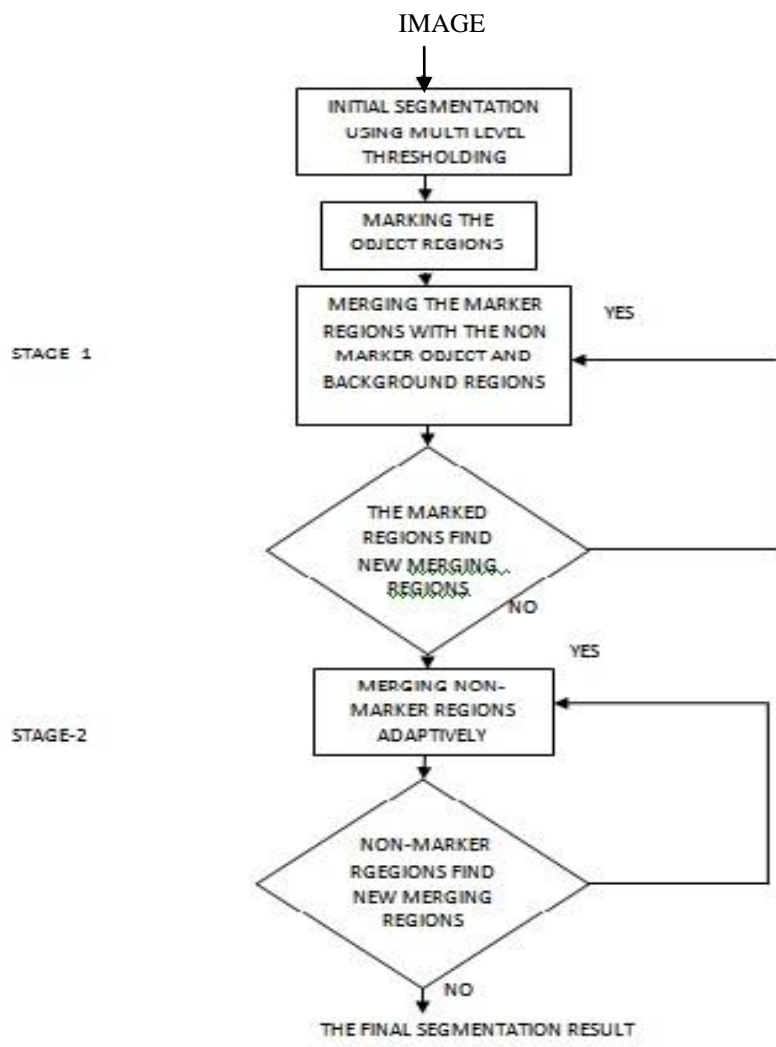 IMAGE
INITIAL SEGMENTATION
USING MULTI LEVEL
THRESHOLDING
MARKING THE
OBJECT REGIONS
MERGING THE MARKER
REGIONS WITH THE NON
MARKER OBJECT AND
BACKGROUND REGIONS
YES
STAGE 1
THE MARKED
REGIONS FIND
NEW MERGING
REGIONS
NO
YES
MERGING NON-
MARKER REGIONS
ADAPTIVELY
STAGE-2
NON-MARKER
RGEGIONS FIND
NEW MERGING
REGIONS
NO
THE FINAL SEGMENTATION RESULT